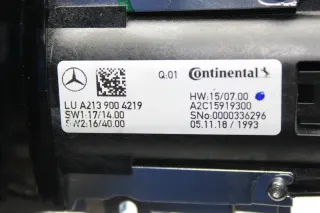 Q:01 Continental
LU A213 900 4219
HW:15/07.00
SW1:17/14.00
A2C15919300
SW2:16/40.00
SNo:0000336296
05.11.18 / 1993